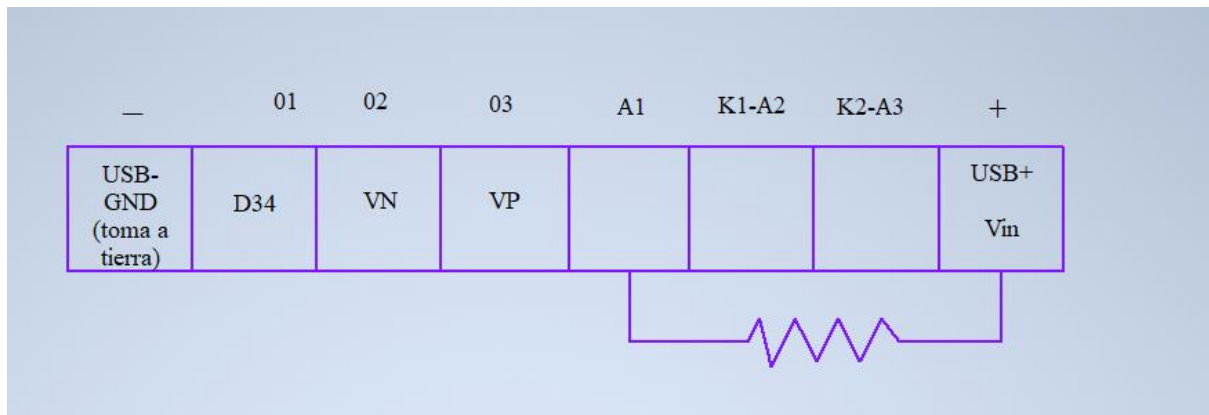 — 01 02 03 A1 K1-A2 K2-A3 +
USB-
GND
(toma a
tierra)
D34
VN
VP
USB+
Vin